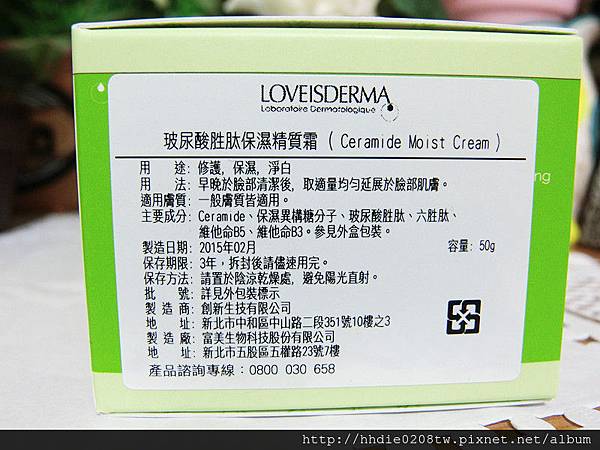 LOVEISDERMA
Laboratoire Dermatologique
玻尿酸胜肽保濕精質霜 ( Ceramide Moist Cream )
用 途: 修護, 保濕, 淨白
用 法: 早晚於臉部清潔後, 取適量均勻延展於臉部肌膚。
適用膚質: 一般膚質皆適用。
主要成分: Ceramide、保濕異構糖分子、玻尿酸胜肽、六胜肽、
維他命B5、維他命B3。參見外盒包裝。
製造日期: 2015年02月 容量: 50g
保存期限: 3年, 拆封後請儘速用完。
保存方法: 請置於陰涼乾燥處, 避免陽光直射。
批 號: 詳見外包裝標示
製 造 商: 創新生技有限公司
地 址: 新北市中和區中山路二段351號10樓之3
製 造 廠: 富美生物科技股份有限公司
地 址: 新北市五股區五權路23號7樓
產品諮詢專線: 0800 030 658
http://hhdie0208tw.pixnet.net/album